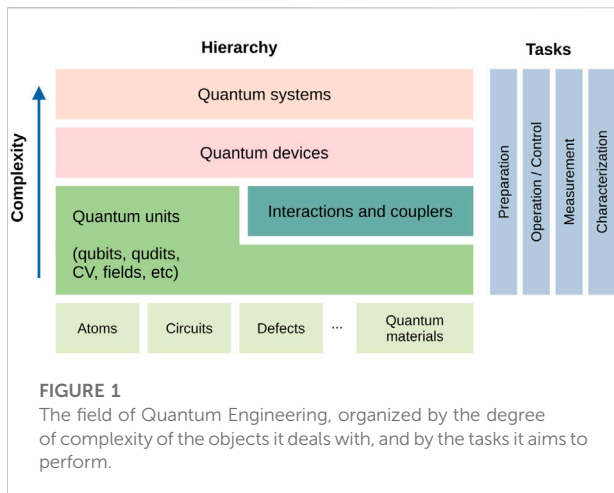 Hierarchy
Tasks
Complexity
Quantum systems
Quantum devices
Quantum units
(qubits, qudits,
CV, fields, etc)
Interactions and couplers
Atoms
Circuits
Defects
...
Quantum
materials
Preparation
Operation / Control
Measurement
Characterization
FIGURE 1
The field of Quantum Engineering, organized by the degree
of complexity of the objects it deals with, and by the tasks it aims to
perform.